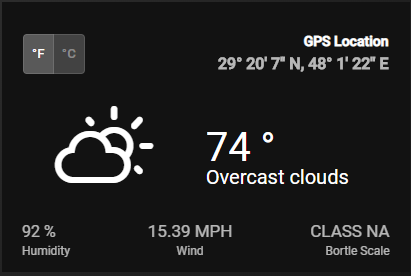 °F °C
GPS Location
29° 20' 7" N, 48° 1' 22" E
74 °
Overcast clouds
92 % 15.39 MPH CLASS NA
Humidity Wind Bortle Scale